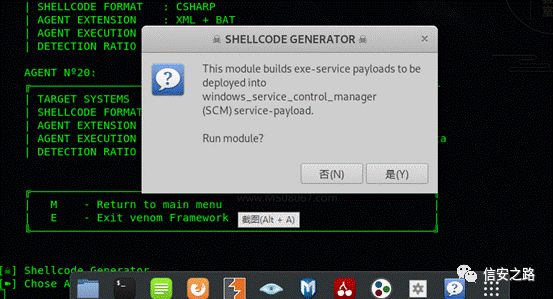 SHELLCODE FORMAT : CSHARP
AGENT EXTENSION : XML + BAT
AGENT EXECUTION
DETECTION RATIO
☠ SHELLCODE GENERATOR ☠
This module builds exe-service payloads to be
deployed into
windows_service_control_manager
(SCM) service-payload.
Run module?
否(N) 是(Y)
AGENT Nº20:
TARGET SYSTEMS
SHELLCODE FORMAT
AGENT EXTENSION
AGENT EXECUTION
DETECTION RATIO
www.MS08067.com
M - Return to main menu
E - Exit venom Framework
截图(Alt + A)
[☠] Shellcode Generator
Chose A
信安之路